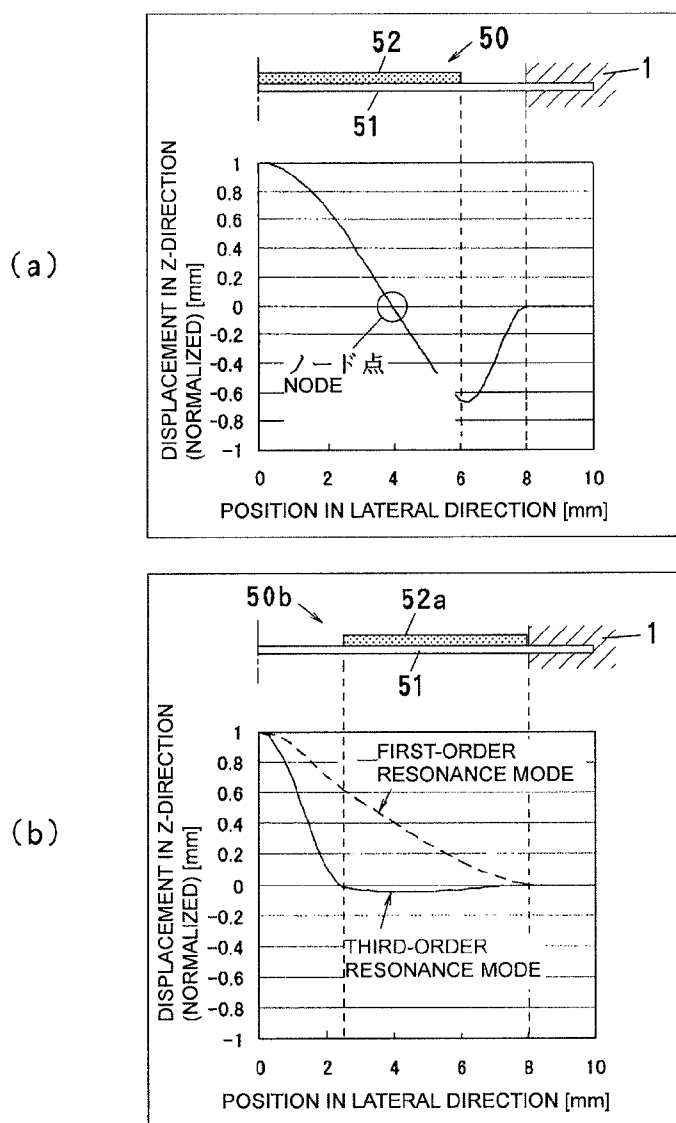 (a)
52
50
1
51
DISPLACEMENT IN Z-DIRECTION
(NORMALIZED) [mm]
1
0.8
0.6
0.4
0.2
0
-0.2
-0.4
-0.6
-0.8
-1
ノード点
NODE
0 2 4 6 8 10
POSITION IN LATERAL DIRECTION [mm]
(b)
50b
52a
1
51
DISPLACEMENT IN Z-DIRECTION
(NORMALIZED) [mm]
1
0.8
0.6
0.4
0.2
0
-0.2
-0.4
-0.6
-0.8
-1
FIRST-ORDER
RESONANCE MODE
THIRD-ORDER
RESONANCE MODE
0 2 4 6 8 10
POSITION IN LATERAL DIRECTION [mm]